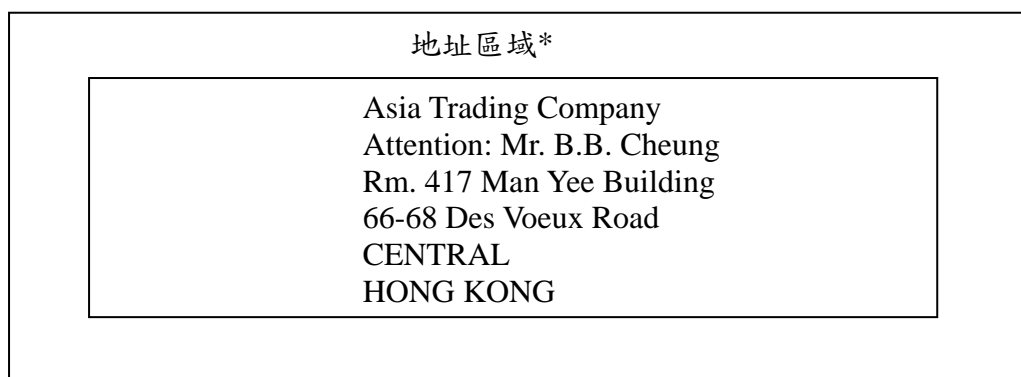 地址區域*
Asia Trading Company
Attention: Mr. B.B. Cheung
Rm. 417 Man Yee Building
66-68 Des Voeux Road
CENTRAL
HONG KONG